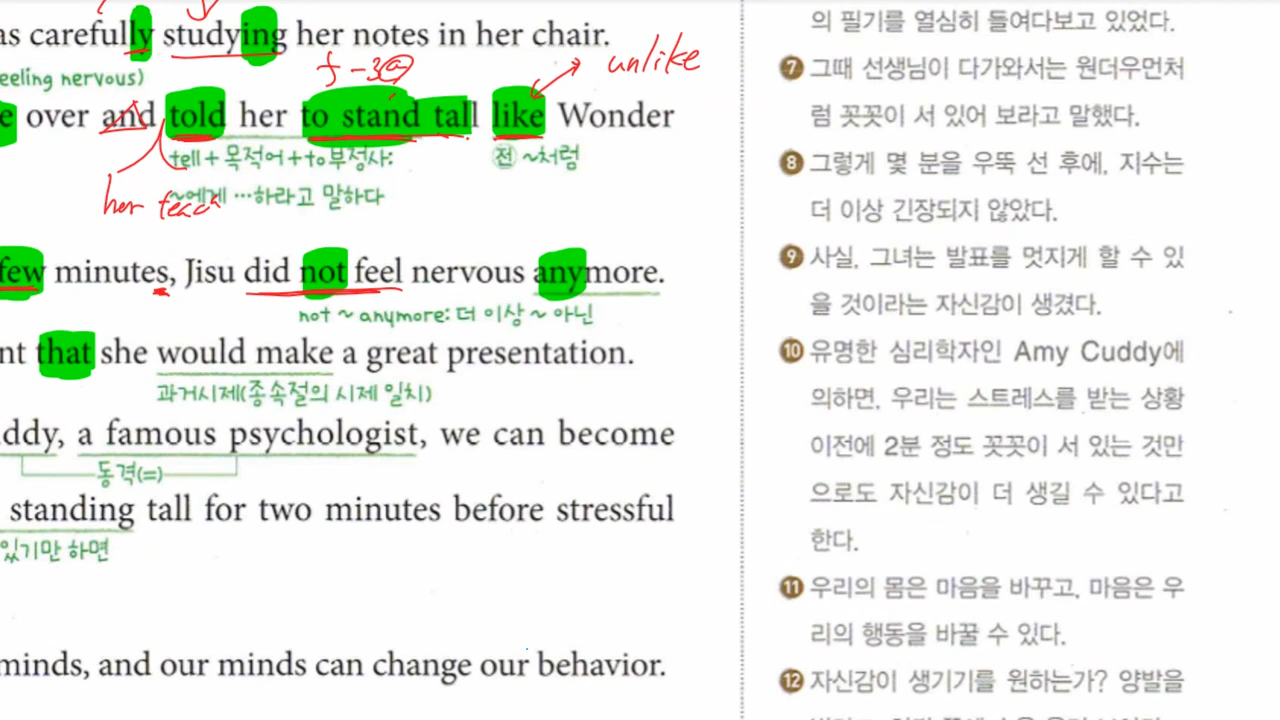 as carefully studying her notes in her chair.
eeling nervous)
unlike
e over and told her to stand tall like Wonder
tell + 목적어 + to부정사:
전 ~처럼
~에게 …하라고 말하다
few minutes, Jisu did not feel nervous anymore.
not ~ anymore: 더 이상 ~ 아닌
nt that she would make a great presentation.
과거시제(종속절의 시제 일치)
ddy, a famous psychologist, we can become
동격(=)
standing tall for two minutes before stressful
있기만 하면
minds, and our minds can change our behavior.
의 필기를 열심히 들여다보고 있었다.
7 그때 선생님이 다가와서는 원더우먼처
럼 꼿꼿이 서 있어 보라고 말했다.
8 그렇게 몇 분을 우뚝 선 후에, 지수는
더 이상 긴장되지 않았다.
9 사실, 그녀는 발표를 멋지게 할 수 있
을 것이라는 자신감이 생겼다.
10 유명한 심리학자인 Amy Cuddy에
의하면, 우리는 스트레스를 받는 상황
이전에 2분 정도 꼿꼿이 서 있는 것만
으로도 자신감이 더 생길 수 있다고
한다.
11 우리의 몸은 마음을 바꾸고, 마음은 우
리의 행동을 바꿀 수 있다.
12 자신감이 생기기를 원하는가? 양발을